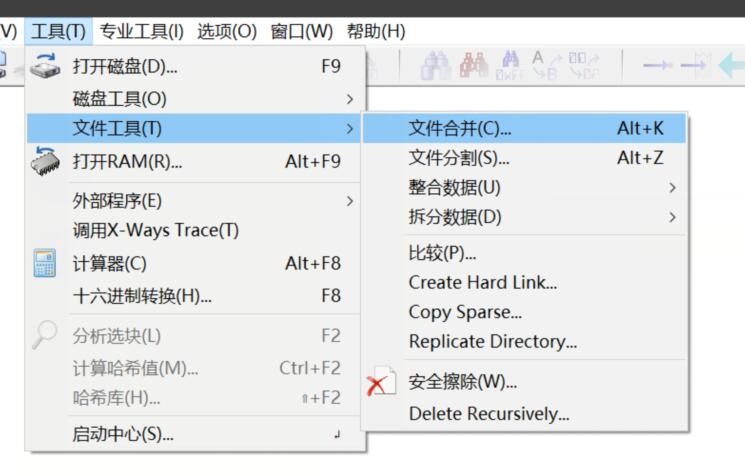 (V) 工具(T) 专业工具(I) 选项(O) 窗口(W) 帮助(H)
打开磁盘(D)... F9
磁盘工具(O)
文件工具(T)
打开RAM(R)... Alt+F9
外部程序(E)
调用X-Ways Trace(T)
计算器(C) Alt+F8
十六进制转换(H)... F8
分析选块(L) F2
计算哈希值(M)... Ctrl+F2
哈希库(H)... ⇧+F2
启动中心(S)... ↲
文件合并(C)... Alt+K
文件分割(S)... Alt+Z
整合数据(U)
拆分数据(D)
比较(P)...
Create Hard Link...
Copy Sparse...
Replicate Directory...
安全擦除(W)...
Delete Recursively...